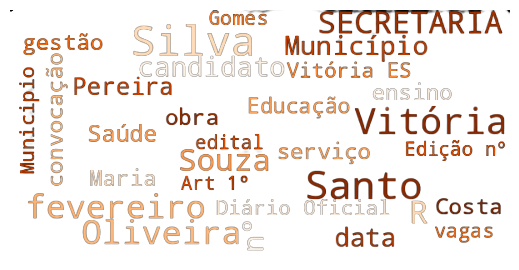 Gomes
SECRETARIA
gestão
Silva
Município
candidato
Vitória ES
Município
convocação
Pereira
ensino
Educação
obra
Vitória
Saúde
edital
Edição nº
Souza
serviço
Maria
Art 1º
Santo
fevereiro
Diário Oficial
R
Costa
Oliveira
nº
data
vagas